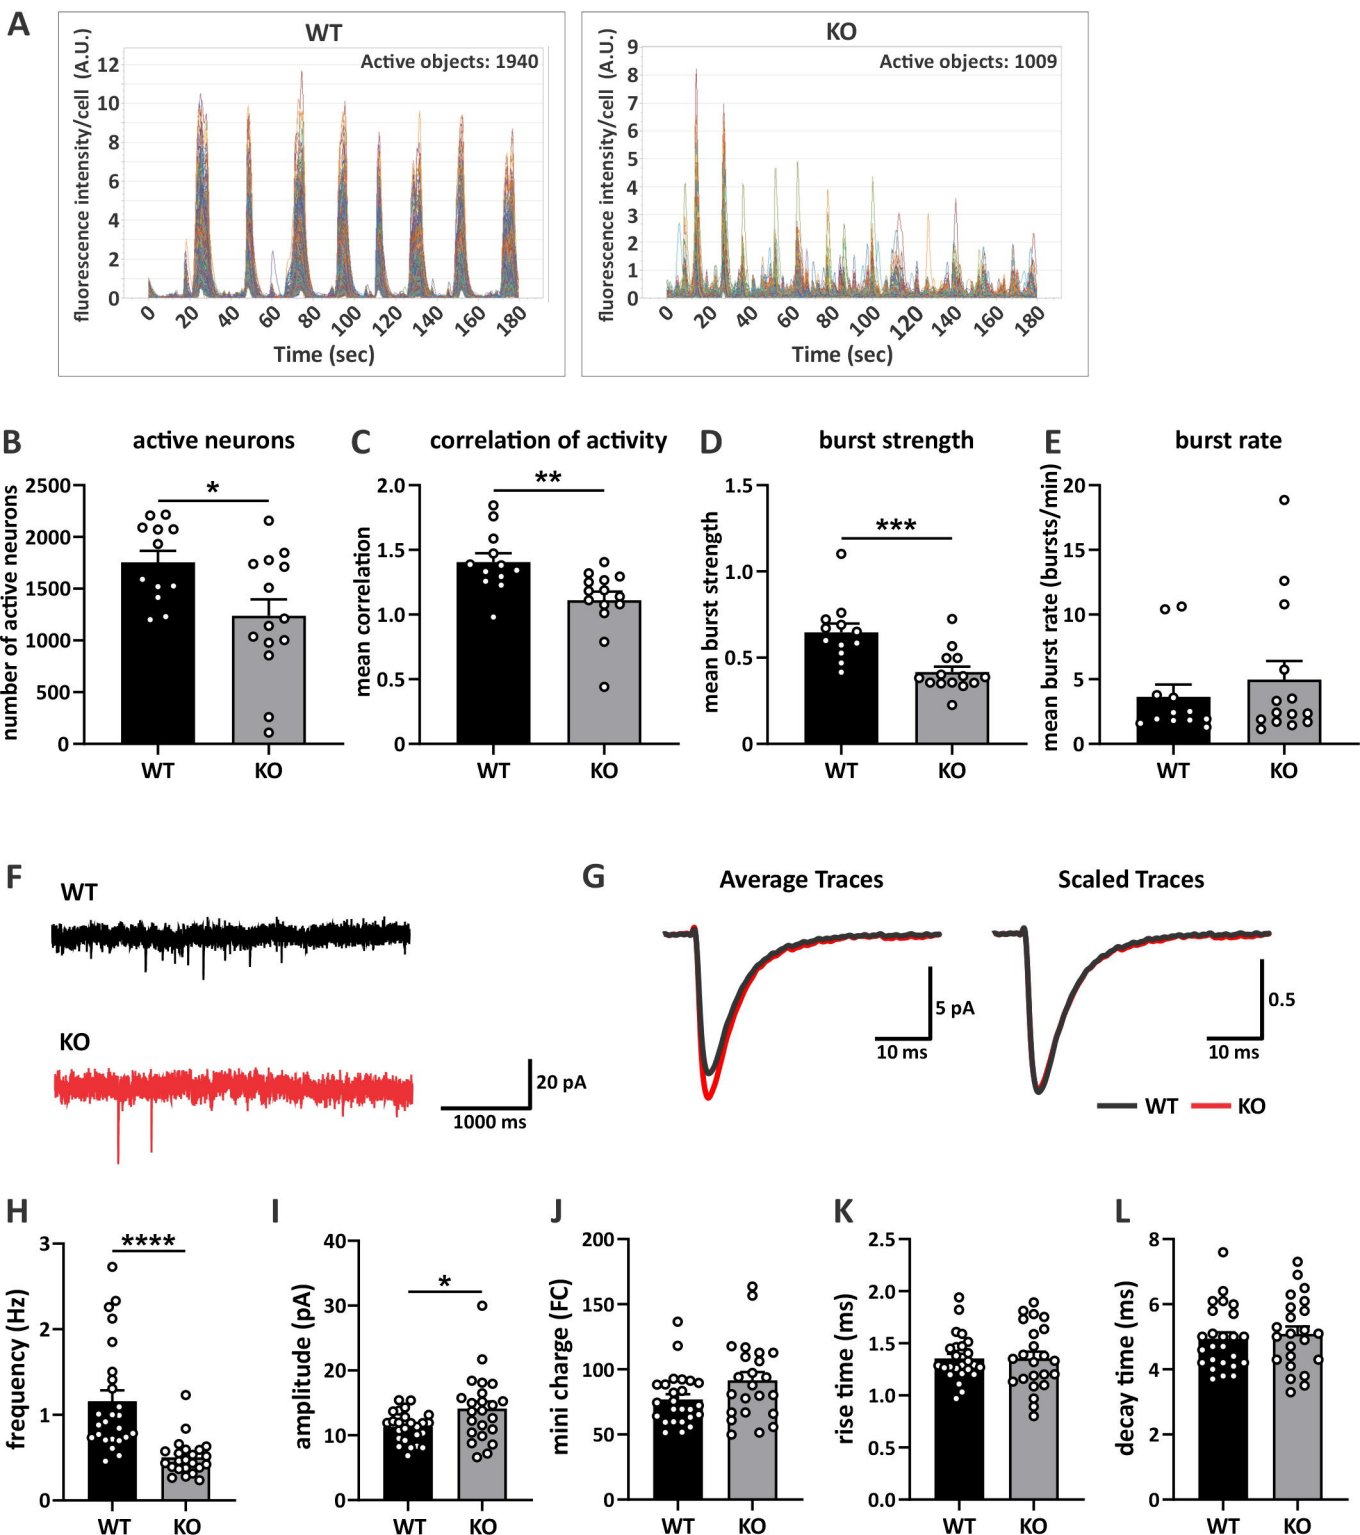 A
WT
Active objects: 1940
fluorescence intensity/cell (A.U.)
12
10
8
6
4
2
0
0 20 40 60 80 100 120 140 160 180
Time (sec)
KO
Active objects: 1009
fluorescence intensity/cell (A.U.)
9
8
7
6
5
4
3
2
1
0
0 20 40 60 80 100 120 140 160 180
Time (sec)
B
active neurons
number of active neurons
2500
2000
1500
1000
500
0
*
WT KO
C
correlation of activity
mean correlation
2.0
1.5
1.0
0.5
0
**
WT KO
D
burst strength
mean burst strength
1.5
1.0
0.5
0
***
WT KO
E
burst rate
mean burst rate (bursts/min)
20
15
10
5
0
WT KO
F
WT
KO
20 pA
1000 ms
G
Average Traces
5 pA
10 ms
Scaled Traces
0.5
10 ms
WT KO
H
frequency (Hz)
3
2
1
0
****
WT KO
I
amplitude (pA)
40
30
20
10
0
*
WT KO
J
mini charge (FC)
200
150
100
50
0
WT KO
K
rise time (ms)
2.5
2.0
1.5
1.0
0.5
0.0
WT KO
L
decay time (ms)
8
6
4
2
0
WT KO